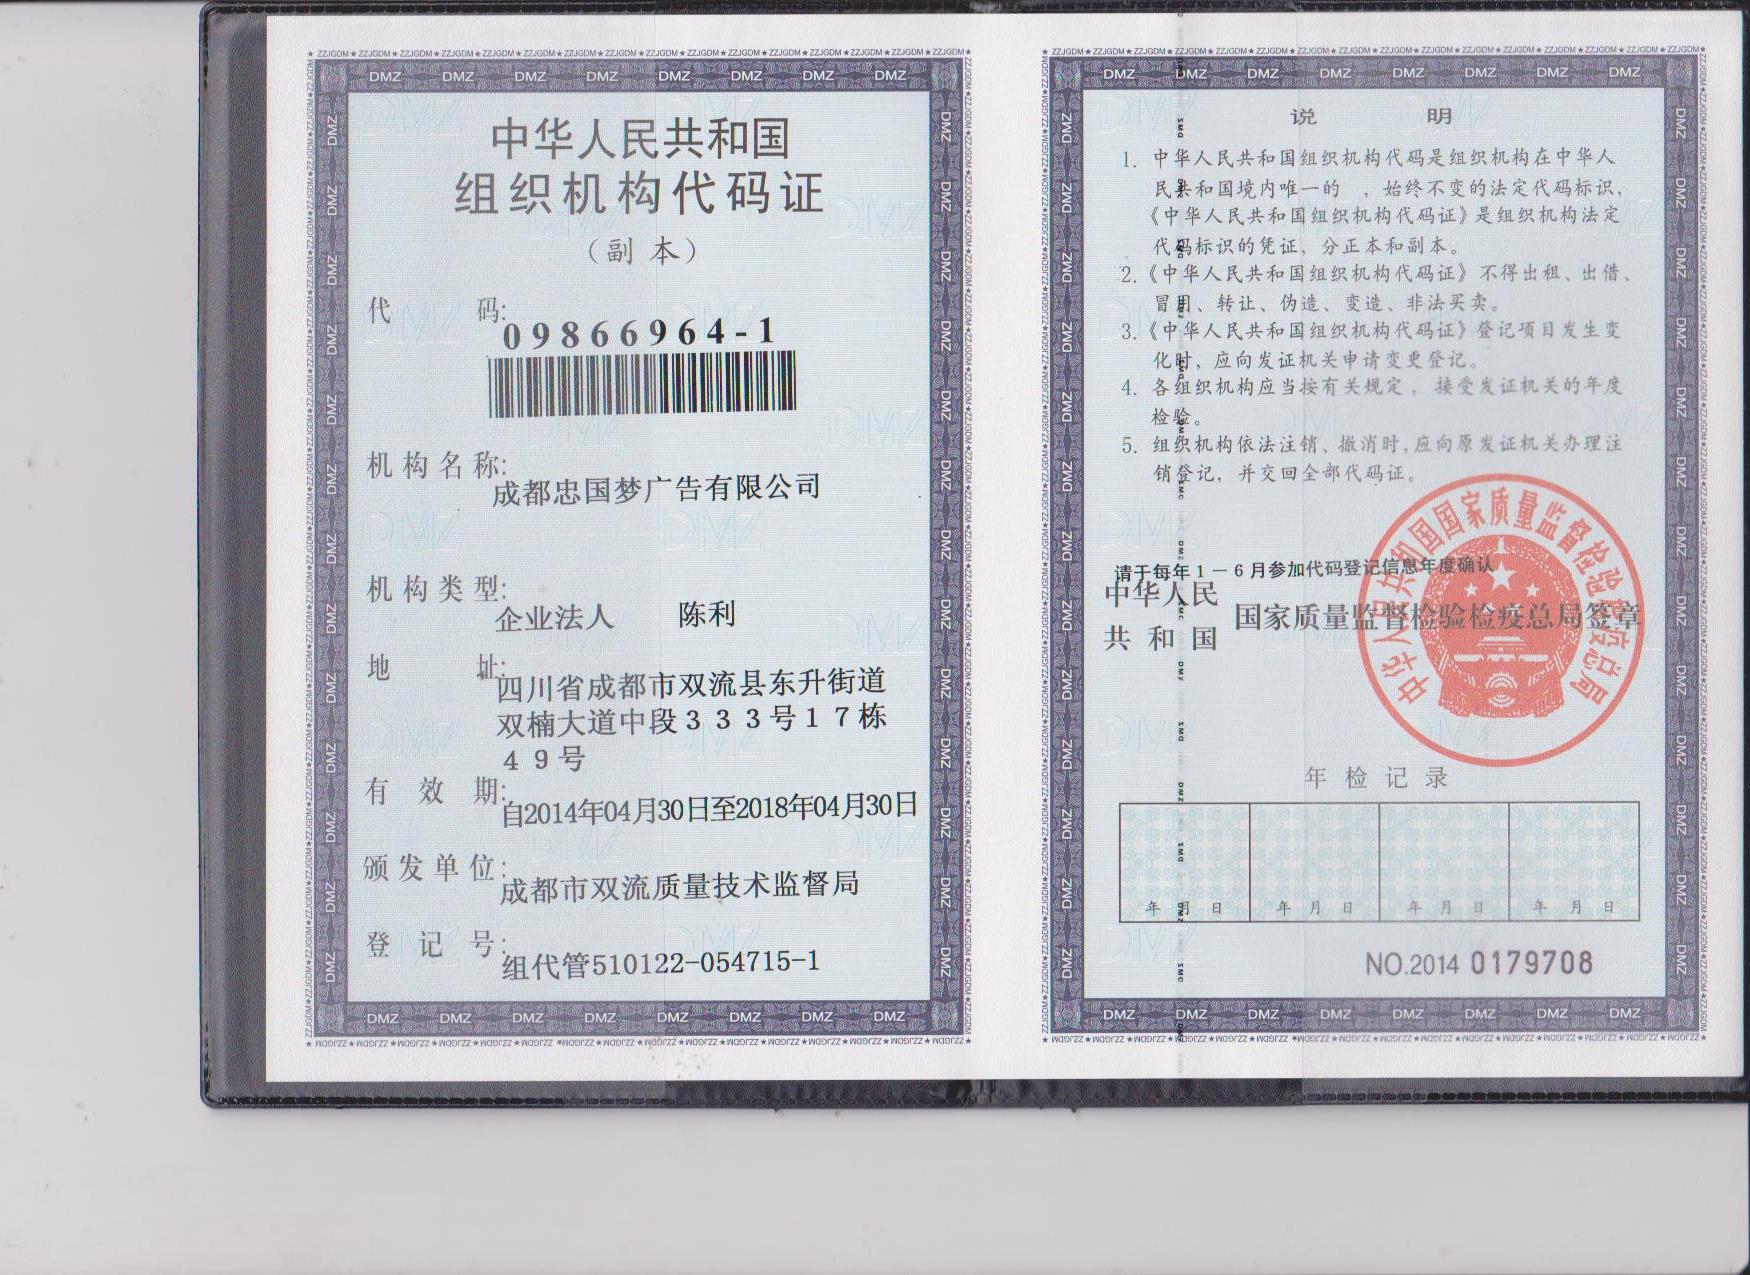 中华人民共和国
组织机构代码证
（副 本）
代 码:
09866964-1
机构名称:
成都忠国梦广告有限公司
机构类型:
企业法人 陈利
地 址:
四川省成都市双流县东升街道
双楠大道中段333号17栋
49号
有 效 期:
自2014年04月30日至2018年04月30日
颁发单位:
成都市双流质量技术监督局
登 记 号:
组代管510122-054715-1
说 明
1. 中华人民共和国组织机构代码是组织机构在中华人
民共和国境内唯一的 ，始终不变的法定代码标识，
《中华人民共和国组织机构代码证》是组织机构法定
代码标识的凭证，分正本和副本。
2.《中华人民共和国组织机构代码证》不得出租、出借、
冒用、转让、伪造、变造、非法买卖。
3.《中华人民共和国组织机构代码证》登记项目发生变
化时，应向发证机关申请变更登记。
4. 各组织机构应当按有关规定，接受发证机关的年度
检验。
5. 组织机构依法注销、撤消时,应向原发证机关办理注
销登记，并交回全部代码证。
请于每年1－6月参加代码登记信息年度确认
中华人民
共 和 国
国家质量监督检验检疫总局签章
中华人民共和国国家质量监督检验检疫总局
年检记录
年 月 日 年 月 日 年 月 日 年 月 日
NO.2014 0179708